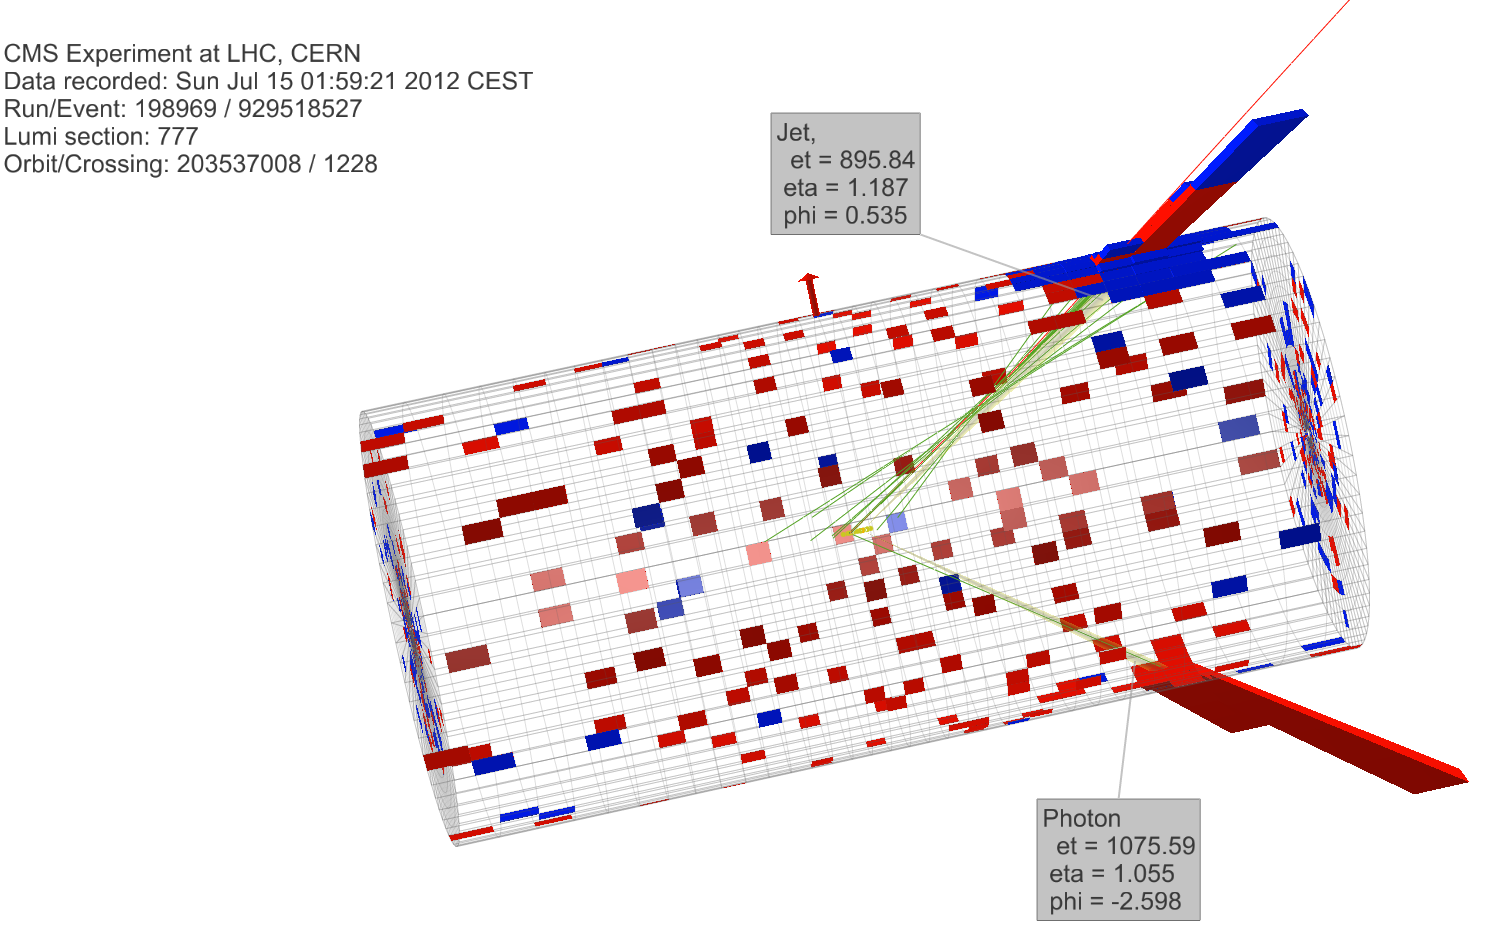 CMS Experiment at LHC, CERN
Data recorded: Sun Jul 15 01:59:21 2012 CEST
Run/Event: 198969 / 929518527
Lumi section: 777
Orbit/Crossing: 203537008 / 1228
Jet,
et = 895.84
eta = 1.187
phi = 0.535
Photon
et = 1075.59
eta = 1.055
phi = -2.598